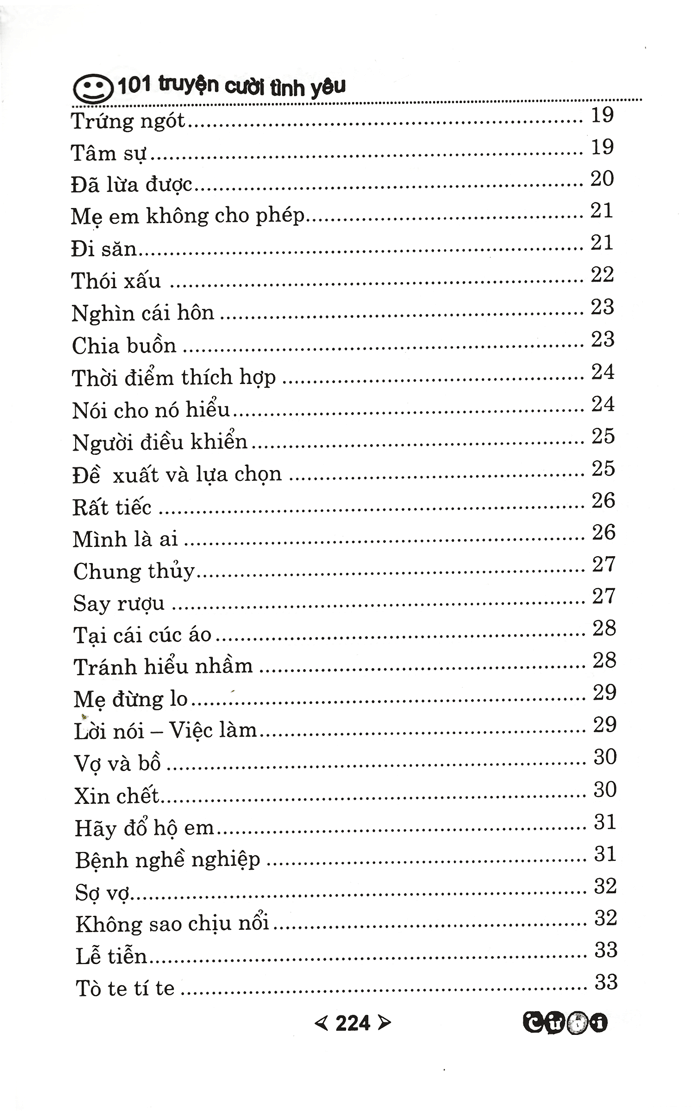 101 truyện cười tình yêu
Trứng ngót........ 19
Tâm sự........ 19
Đã lừa được........ 20
Mẹ em không cho phép........ 21
Đi săn........ 21
Thói xấu ........ 22
Nghìn cái hôn ........ 23
Chia buồn ........ 23
Thời điểm thích hợp ........ 24
Nói cho nó hiểu........ 24
Người điều khiển........ 25
Đề xuất và lựa chọn ........ 25
Rất tiếc ........ 26
Mình là ai ........ 26
Chung thủy........ 27
Say rượu ........ 27
Tại cái cúc áo ........ 28
Tránh hiểu nhầm ........ 28
Mẹ đừng lo ........ 29
Lời nói – Việc làm........ 29
Vợ và bồ ........ 30
Xin chết........ 30
Hãy đổ hộ em........ 31
Bệnh nghề nghiệp ........ 31
Sợ vợ........ 32
Không sao chịu nổi ........ 32
Lễ tiễn........ 33
Tò te tí te ........ 33
224 Cười